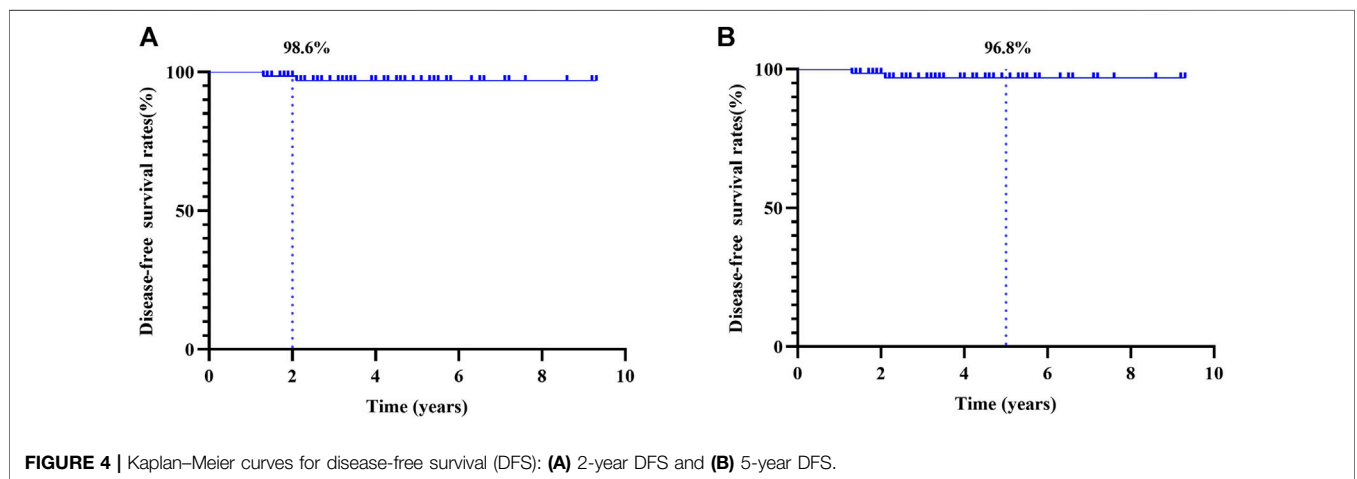 A
98.6%
Disease-free survival rates(%)
100
50
0
0 2 4 6 8 10
Time (years)
B
96.8%
Disease-free survival rates(%)
100
50
0
0 2 4 6 8 10
Time (years)
FIGURE 4 | Kaplan–Meier curves for disease-free survival (DFS): (A) 2-year DFS and (B) 5-year DFS.